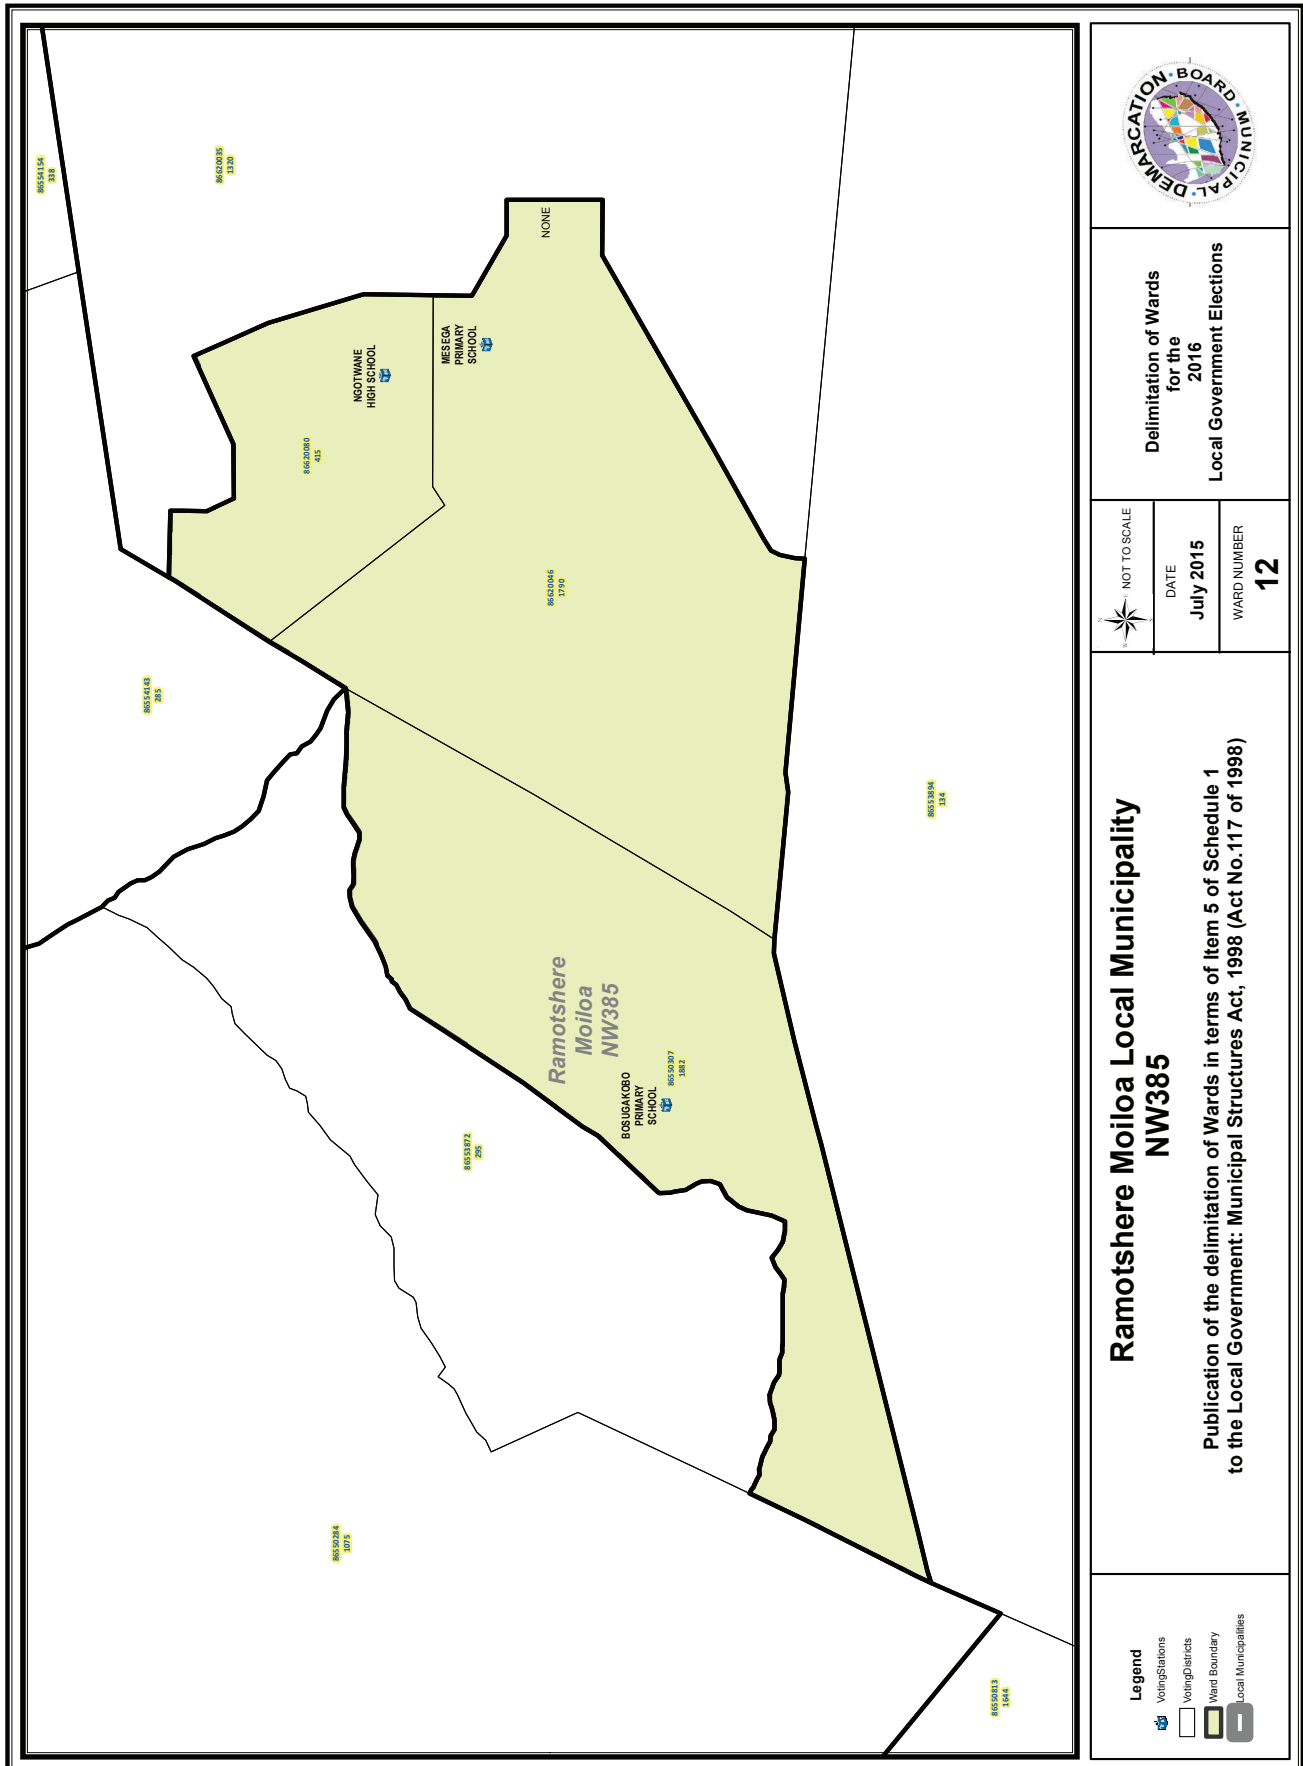 86554154
338
86620035
1320
NONE
NGOTWANE
HIGH SCHOOL
MESEGA
PRIMARY
SCHOOL
86620080
415
86620046
1790
86554143
285
86553894
134
Ramotshere
Moiloa
NW385
BOSUGAKOBO
PRIMARY
SCHOOL
86550307
1882
86553872
295
86550284
1075
86550813
1644
Legend
VotingStations
VotingDistricts
Ward Boundary
Local Municipalities
Ramotshere Moiloa Local Municipality
NW385
Publication of the delimitation of Wards in terms of Item 5 of Schedule 1
to the Local Government: Municipal Structures Act, 1998 (Act No.117 of 1998)
N
W E
S
NOT TO SCALE
DATE
July 2015
WARD NUMBER
12
Delimitation of Wards
for the
2016
Local Government Elections
MUNICIPAL • DEMARCATION • BOARD •